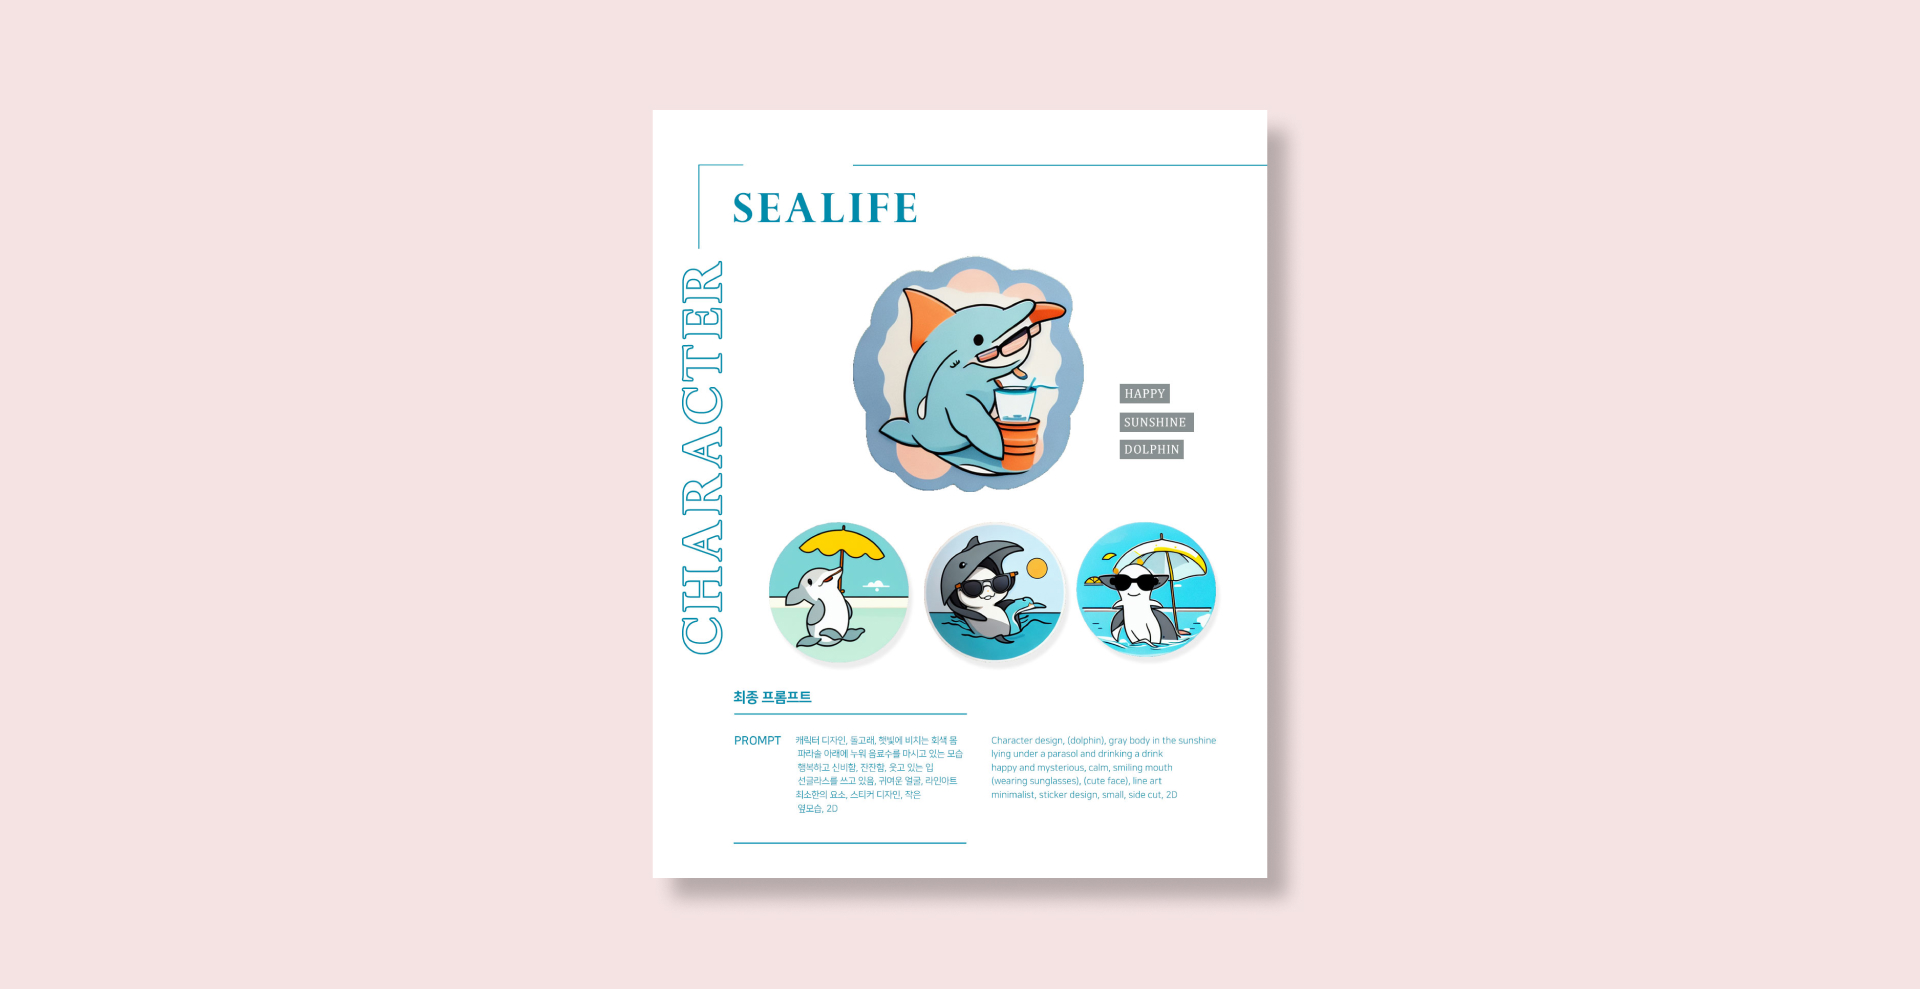 SEALIFE
CHARACTER
HAPPY
SUNSHINE
DOLPHIN
최종 프롬프트
PROMPT
캐릭터 디자인, 돌고래, 햇빛에 비치는 회색 몸
파라솔 아래에 누워 음료수를 마시고 있는 모습
행복하고 신비함, 잔잔함, 웃고 있는 입
선글라스를 쓰고 있음, 귀여운 얼굴, 라인아트
최소한의 요소, 스티커 디자인, 작은
옆모습, 2D
Character design, (dolphin), gray body in the sunshine
lying under a parasol and drinking a drink
happy and mysterious, calm, smiling mouth
(wearing sunglasses), (cute face), line art
minimalist, sticker design, small, side cut, 2D